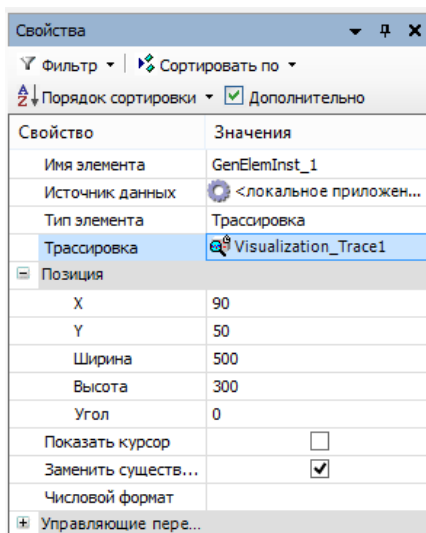 Свойства
Фильтр Сортировать по
Порядок сортировки Дополнительно
Свойство Значения
Имя элемента GenElemInst_1
Источник данных <локальное приложен...
Тип элемента Трассировка
Трассировка Visualization_Trace1
Позиция
X 90
Y 50
Ширина 500
Высота 300
Угол 0
Показать курсор
Заменить существ...
Числовой формат
Управляющие пере...